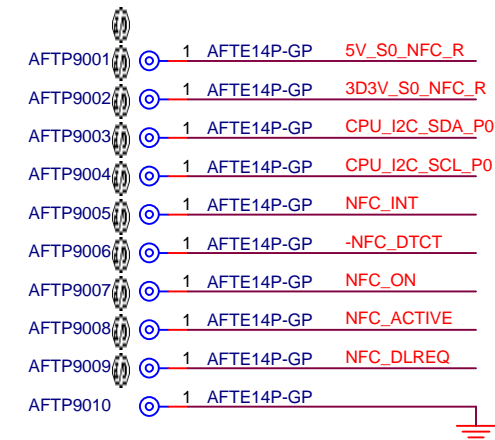 AFTP9001 1 AFTE14P-GP 5V_S0_NFC_R
AFTP9002 1 AFTE14P-GP 3D3V_S0_NFC_R
AFTP9003 1 AFTE14P-GP CPU_I2C_SDA_P0
AFTP9004 1 AFTE14P-GP CPU_I2C_SCL_P0
AFTP9005 1 AFTE14P-GP NFC_INT
AFTP9006 1 AFTE14P-GP -NFC_DTCT
AFTP9007 1 AFTE14P-GP NFC_ON
AFTP9008 1 AFTE14P-GP NFC_ACTIVE
AFTP9009 1 AFTE14P-GP NFC_DLREQ
AFTP9010 1 AFTE14P-GP